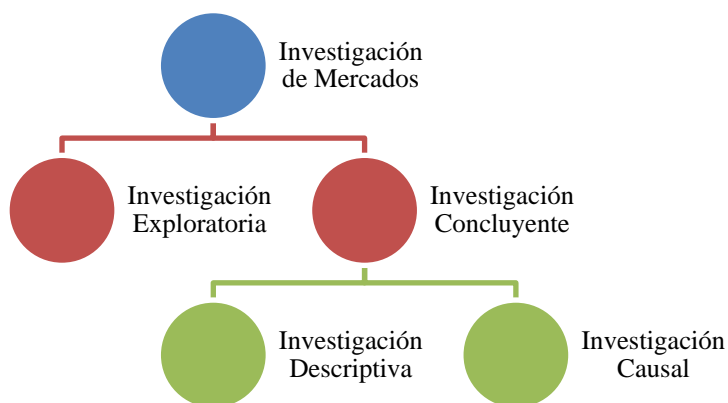 Investigación
de Mercados
Investigación
Exploratoria
Investigación
Concluyente
Investigación
Descriptiva
Investigación
Causal